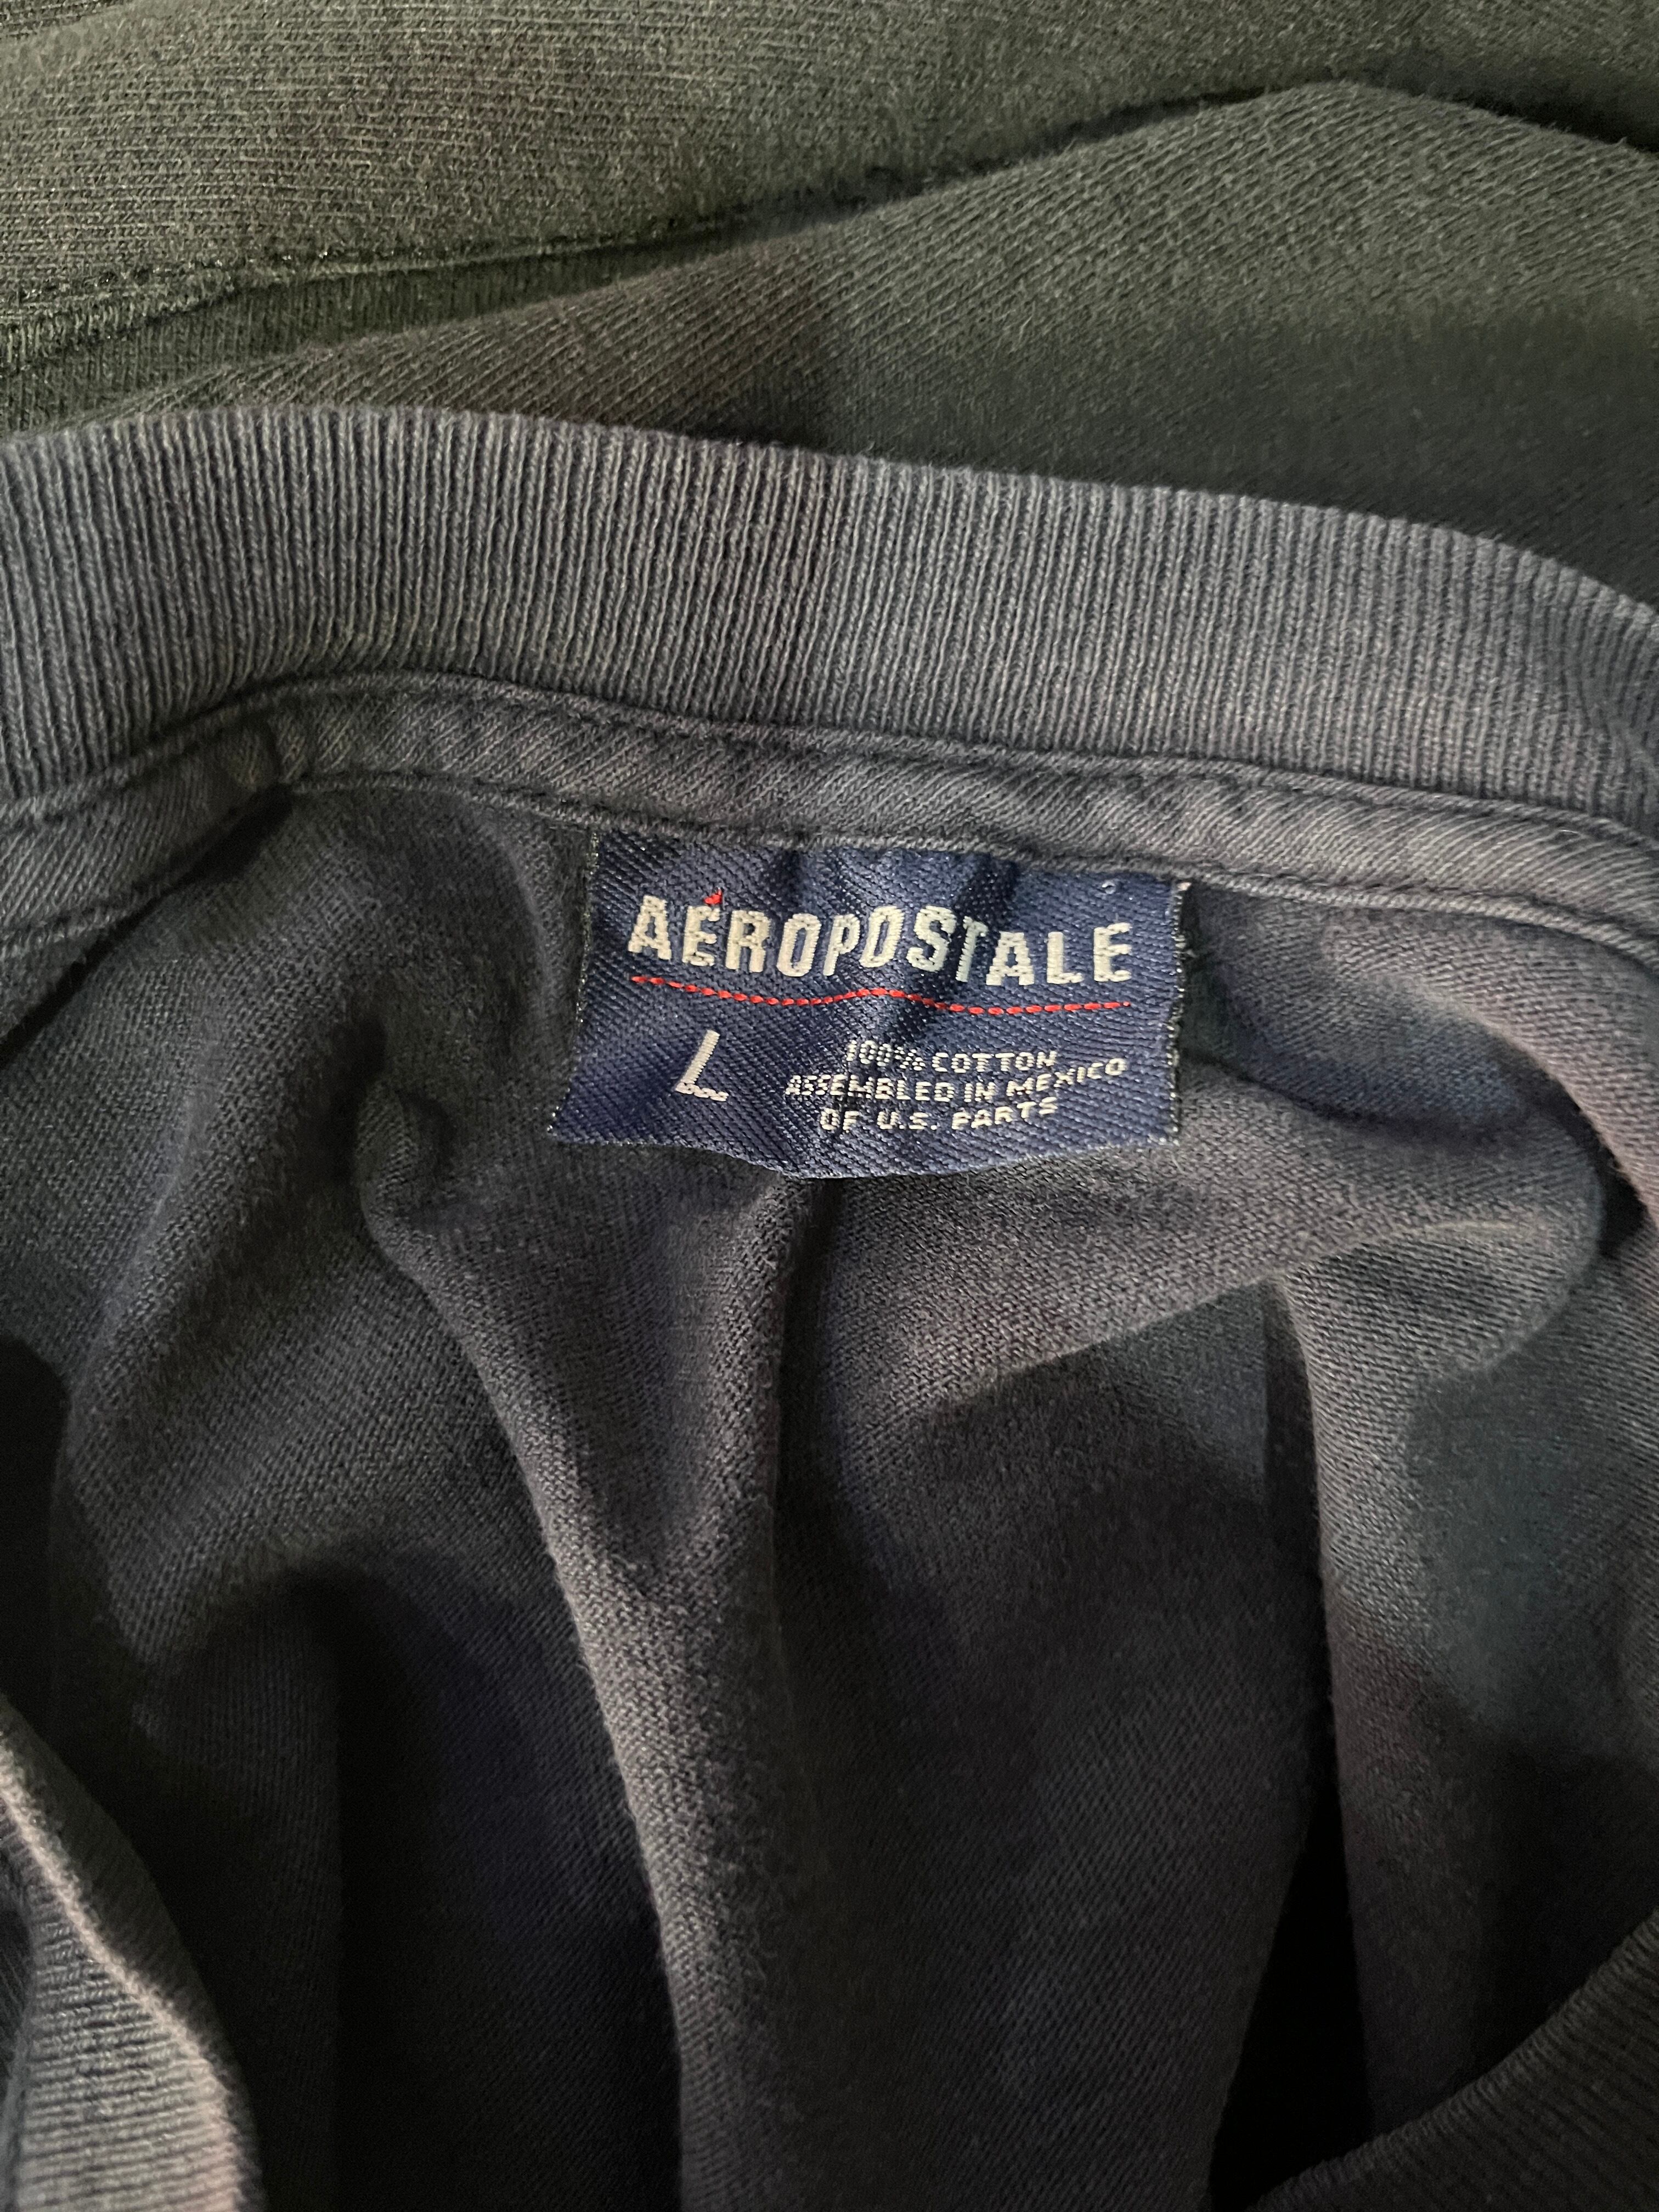 AÉROPOSTALE
L
100% COTTON
ASSEMBLED IN MEXICO
OF U.S. PARTS